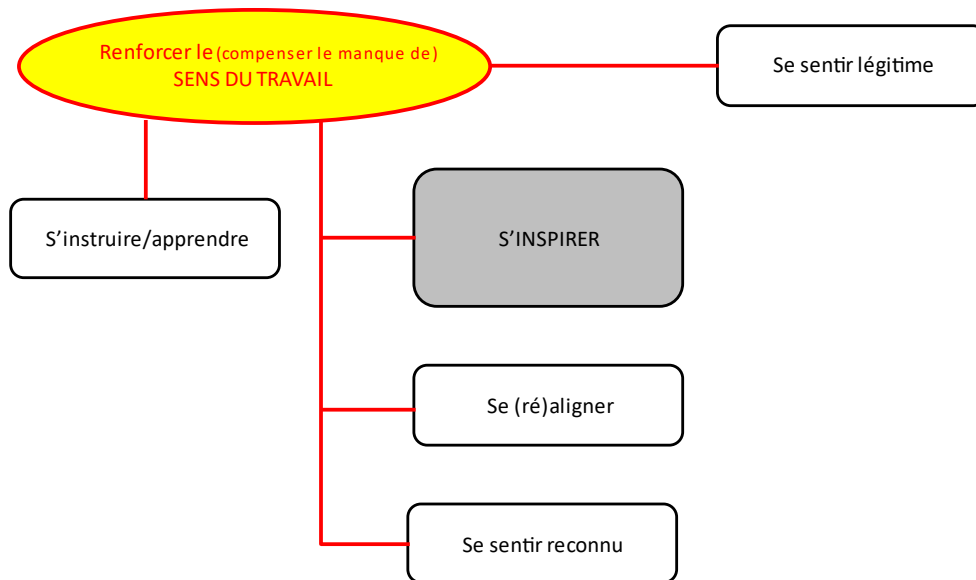 Renforcer le (compenser le manque de)
SENS DU TRAVAIL
Se sentir légitime
S’instruire/apprendre
S’INSPIRER
Se (ré)aligner
Se sentir reconnu